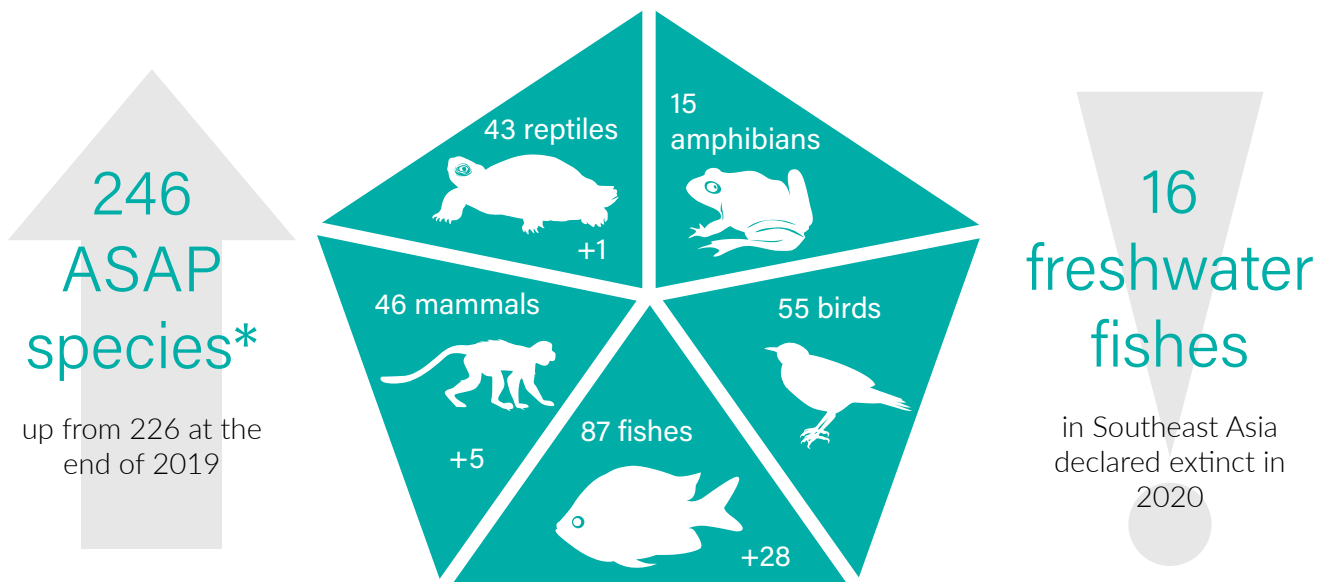 246
ASAP
species*
up from 226 at the
end of 2019
43 reptiles
+1
15
amphibians
46 mammals
+5
55 birds
87 fishes
+28
16
freshwater
fishes
in Southeast Asia
declared extinct in
2020